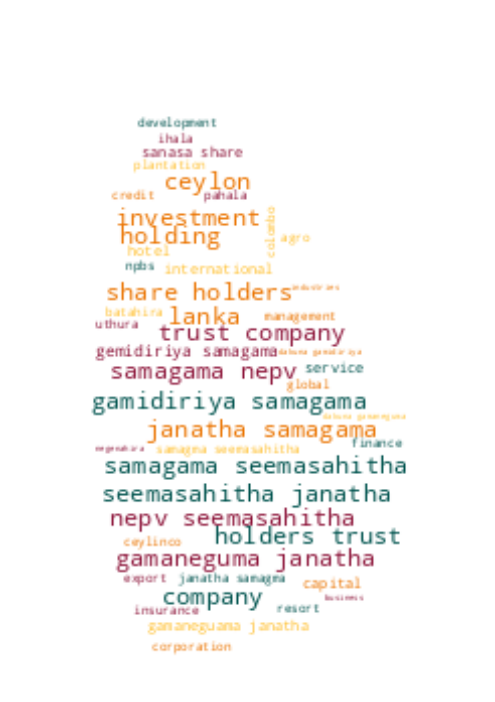 development
ihala
sanasa share
plantation
ceylon
credit pahala
investment
holding
colombo
agro
hotel
npbs international
share holders industries
batahira lanka management
uthura trust company
gemidiriya samagama dakuna gemidiriya
samagama nepv service
global
gamidiriya samagama
dakuna gamaneguma
janatha samagama
finance
negenahira samagma seemasahitha
samagama seemasahitha
seemasahitha janatha
nepv seemasahitha
holders trust
ceylinco
gamaneguma janatha
export janatha samagma
capital
company business
insurance resort
gamaneguama janatha
corporation